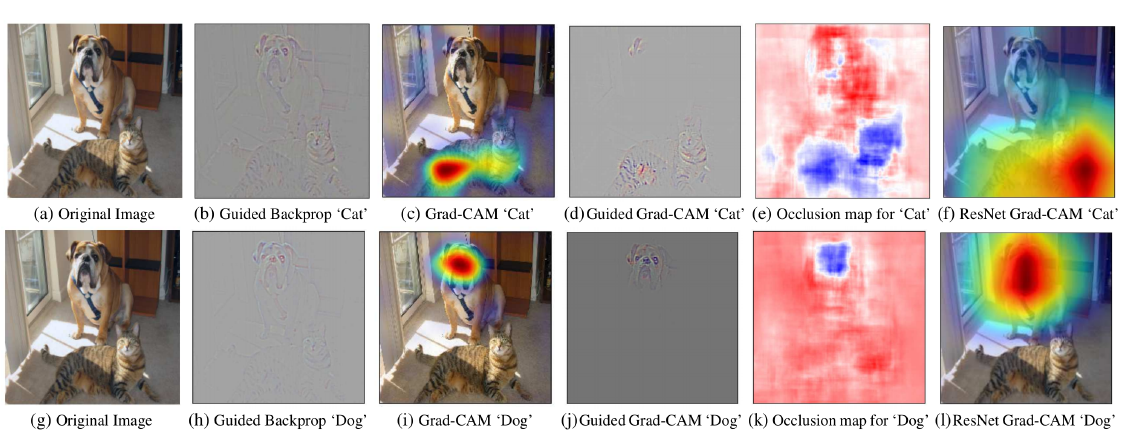 (a) Original Image
(b) Guided Backprop ‘Cat’
(c) Grad-CAM ‘Cat’
(d)Guided Grad-CAM ‘Cat’
(e) Occlusion map for ‘Cat’
(f) ResNet Grad-CAM ‘Cat’
(g) Original Image
(h) Guided Backprop ‘Dog’
(i) Grad-CAM ‘Dog’
(j)Guided Grad-CAM ‘Dog’
(k) Occlusion map for ‘Dog’
(l)ResNet Grad-CAM ‘Dog’